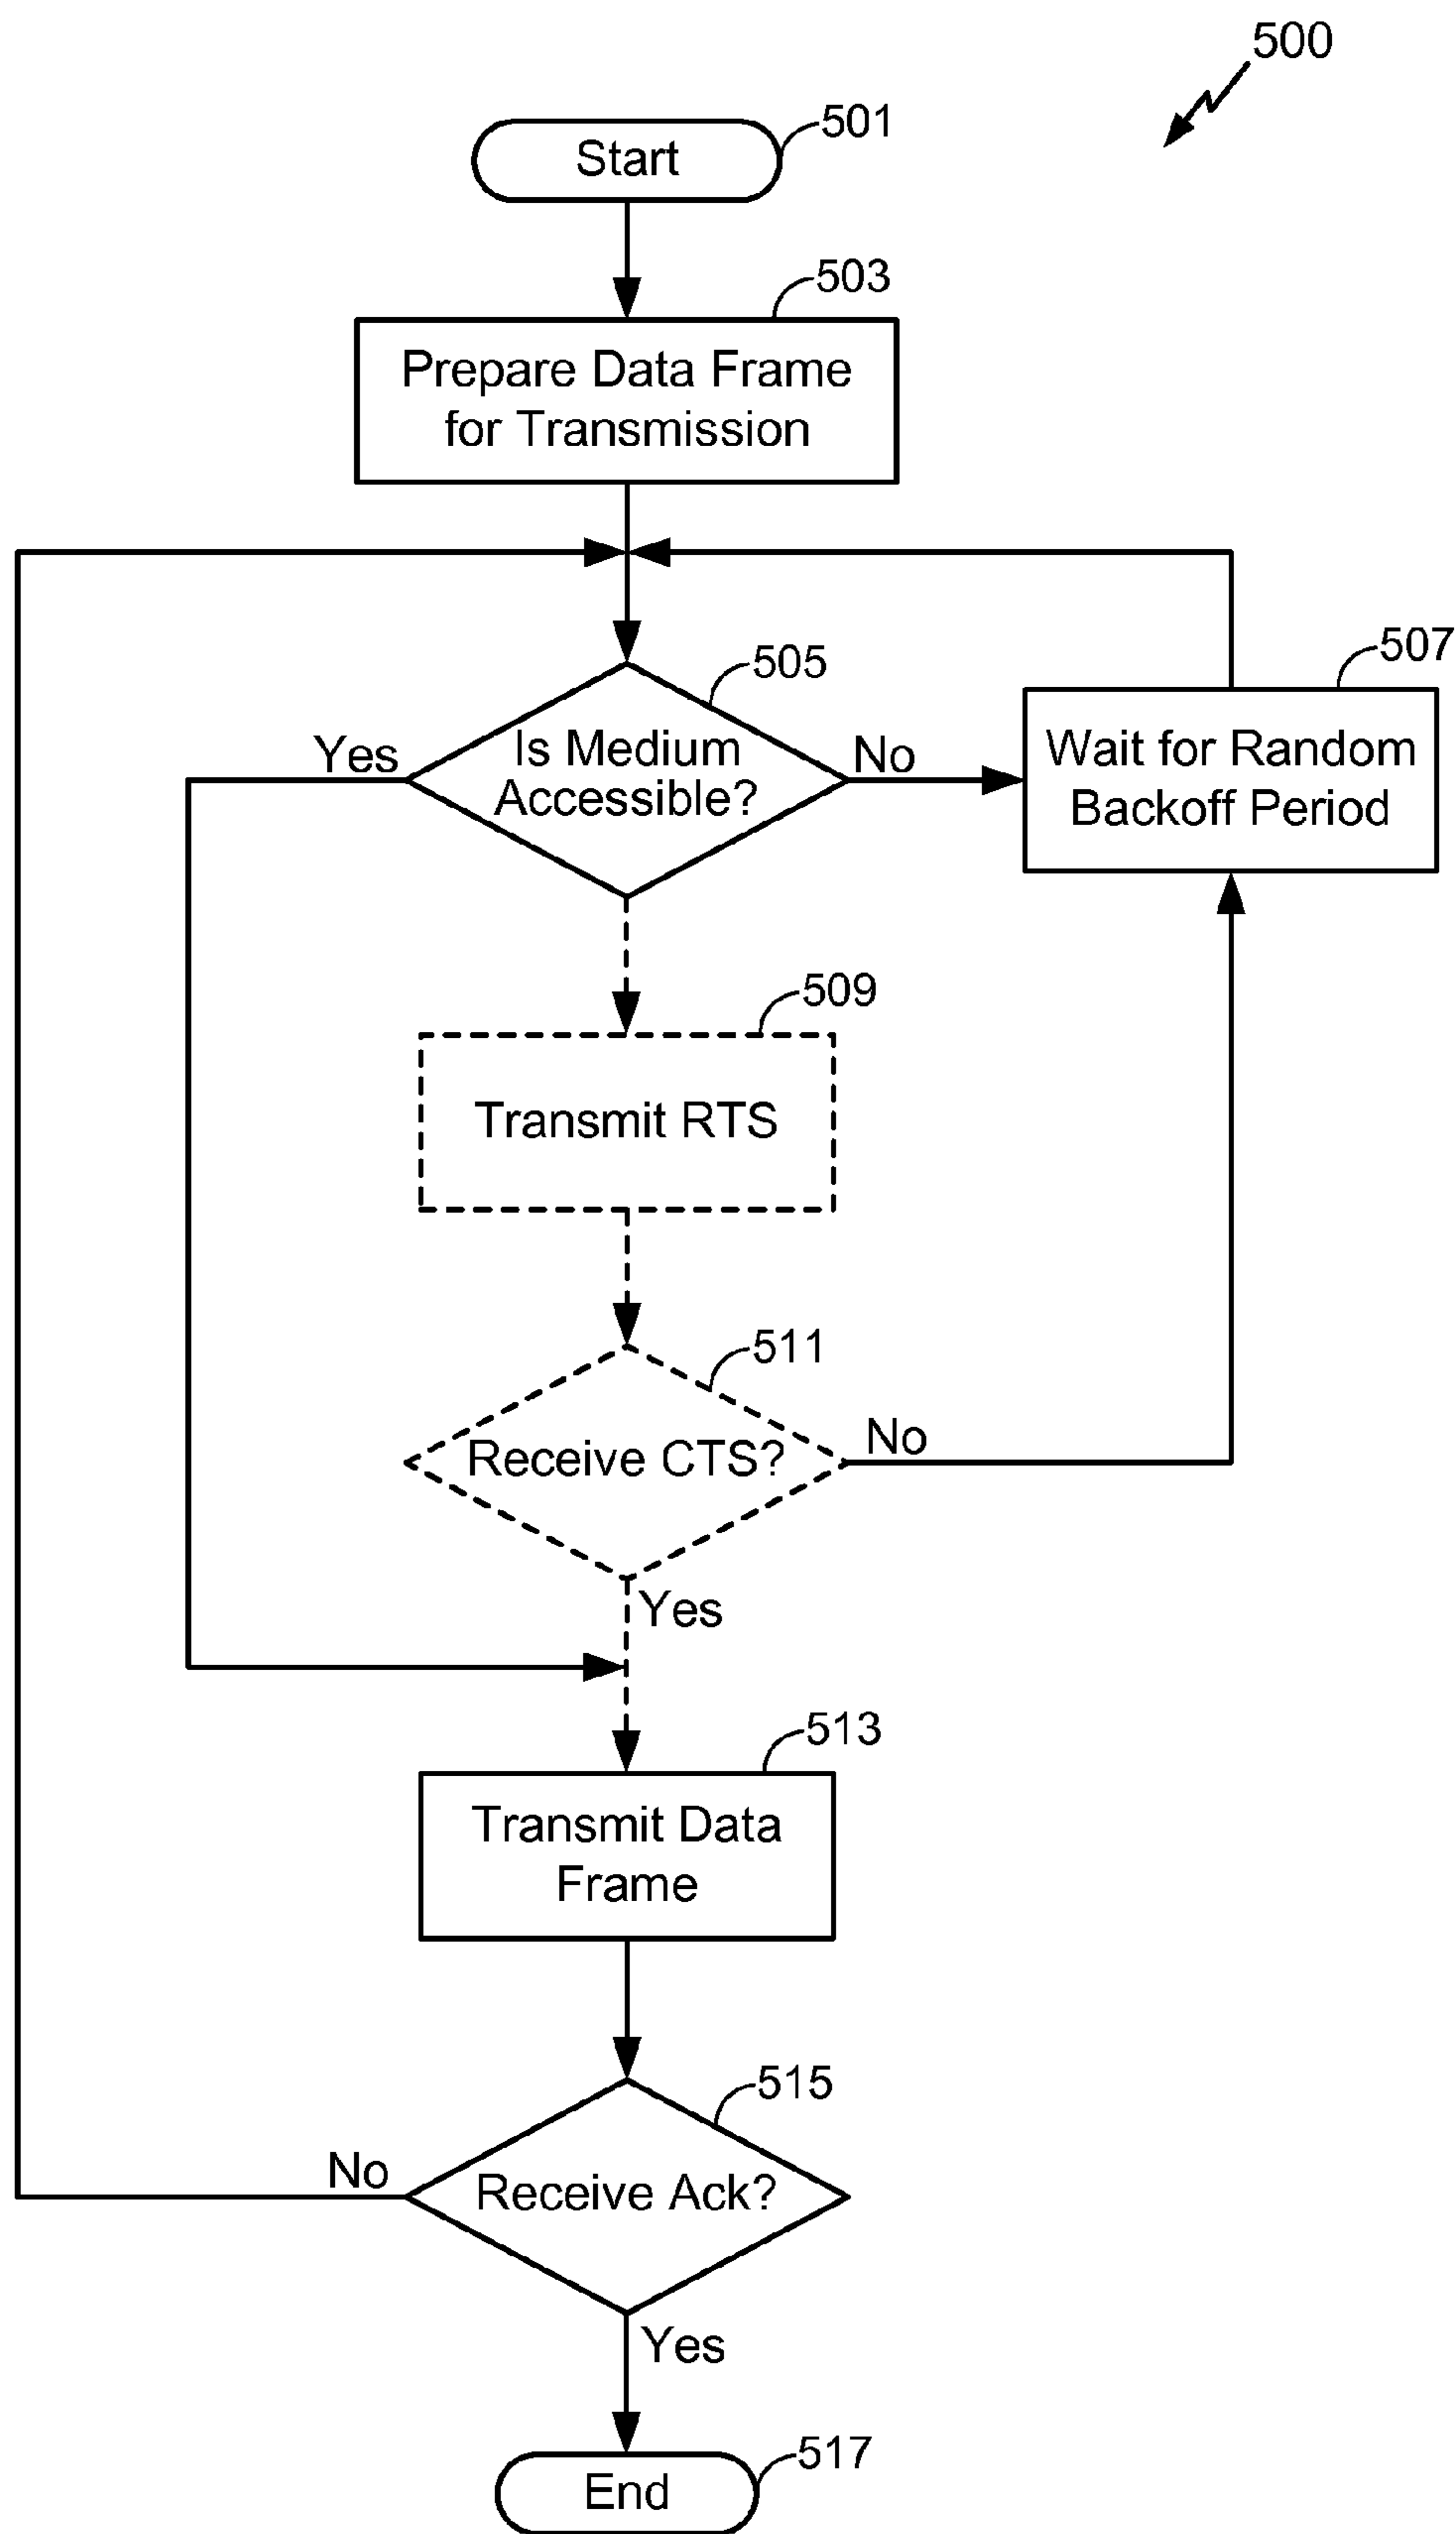 500
501
Start
503
Prepare Data Frame
for Transmission
505
Is Medium
Accessible?
Yes
No
507
Wait for Random
Backoff Period
509
Transmit RTS
511
Receive CTS?
No
Yes
513
Transmit Data
Frame
515
Receive Ack?
No
Yes
517
End